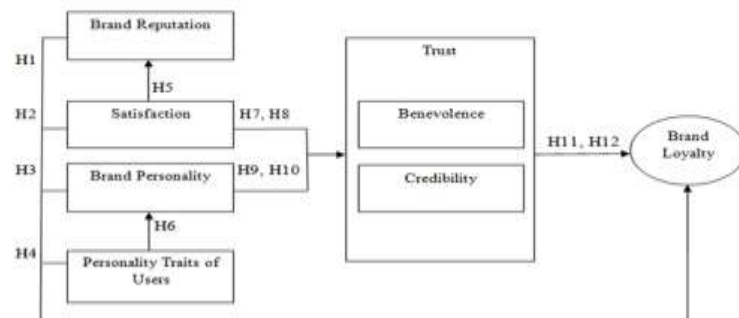 Brand Reputation
H1
Trust
H5
H2
Satisfaction
H7, H8
Benevolence
H11, H12
Brand
Loyalty
H3
Brand Personality
H9, H10
Credibility
H6
H4
Personality Traits of
Users